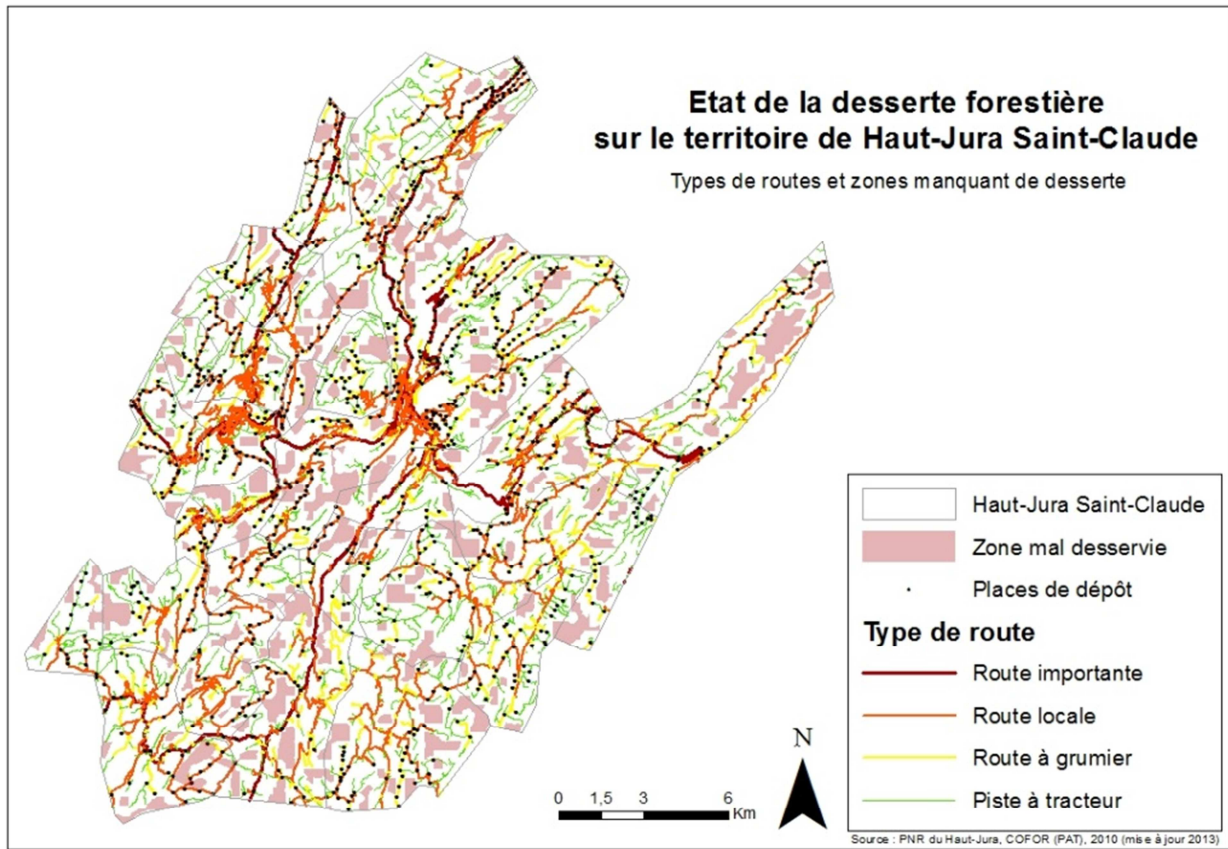 Etat de la desserte forestière
sur le territoire de Haut-Jura Saint-Claude
Types de routes et zones manquant de desserte
Haut-Jura Saint-Claude
Zone mal desservie
Places de dépôt
Type de route
Route importante
Route locale
Route à grumier
Piste à tracteur
N
0 1,5 3 6
Km
Source : PNR du Haut-Jura, COFOR (PAT), 2010 (mise à jour 2013)